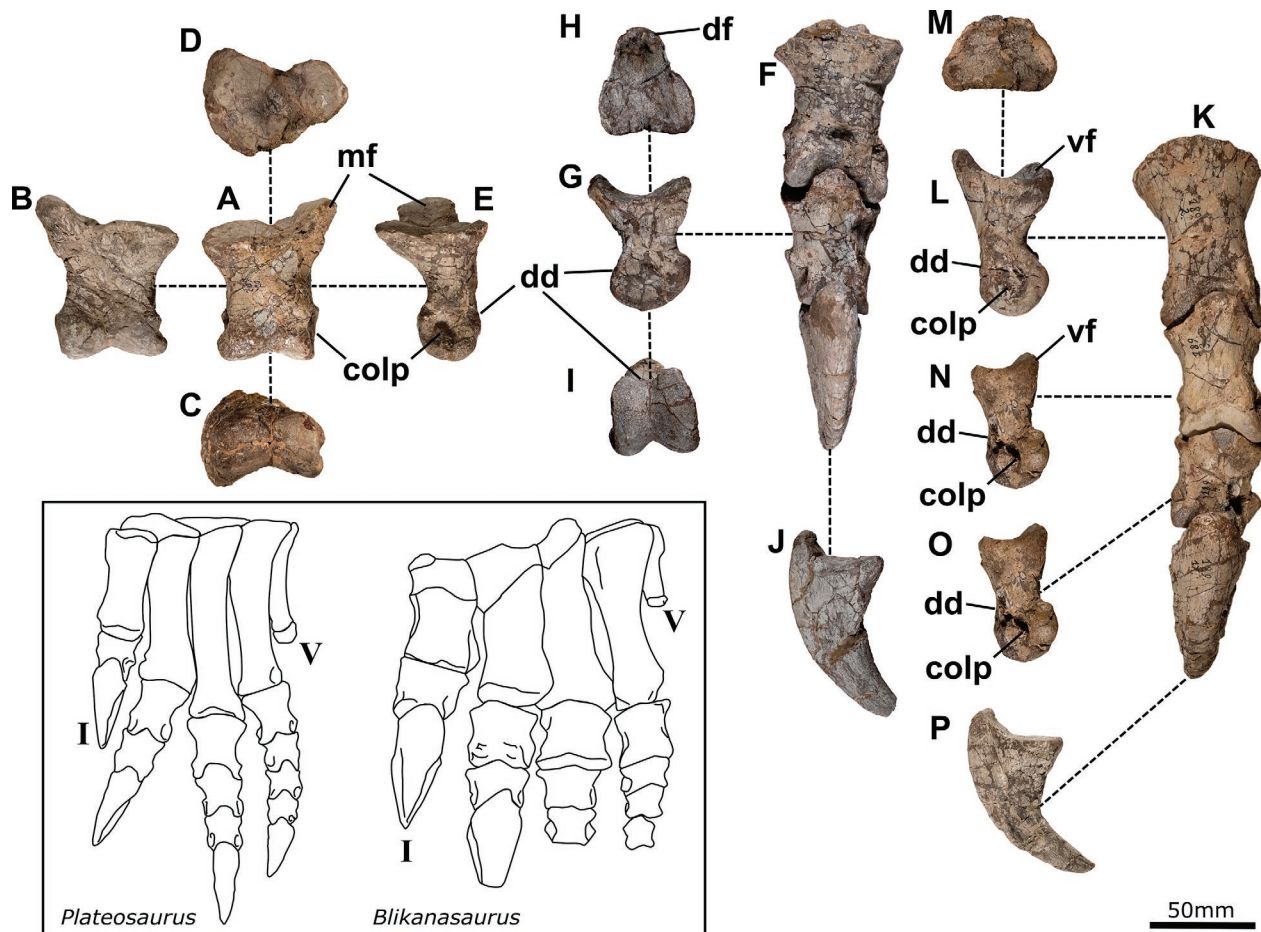 D
H
df
F
M
K
mf
vf
B
A
E
G
L
dd
dd
colp
colp
I
vf
C
N
dd
colp
J
O
dd
colp
V
V
I
P
I
Plateosaurus
Blikanasaurus
50mm